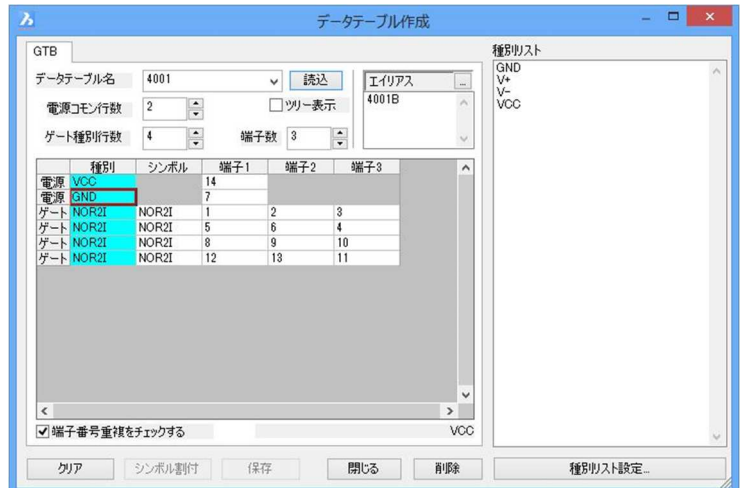 データテーブル作成
GTB
種別リスト
データテーブル名 4001 読込 エイリアス ...
電源コモン行数 2 ツリー表示 4001B
ゲート種別行数 4 端子数 3
GND
V+
V-
VCC
種別 シンボル 端子1 端子2 端子3
電源 VCC 14
電源 GND 7
ゲート NOR2I NOR2I 1 2 3
ゲート NOR2I NOR2I 5 6 4
ゲート NOR2I NOR2I 8 9 10
ゲート NOR2I NOR2I 12 13 11
端子番号重複をチェックする VCC
クリア シンボル割付 保存 閉じる 削除 種別リスト設定...